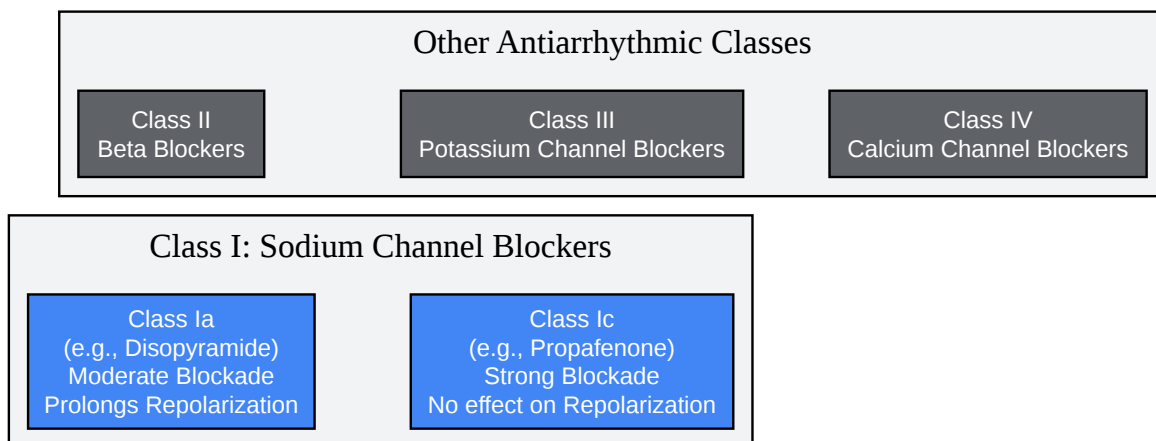 Other Antiarrhythmic Classes
Class II
Beta Blockers
Class III
Potassium Channel Blockers
Class IV
Calcium Channel Blockers
Class I: Sodium Channel Blockers
Class Ia
(e.g., Disopyramide)
Moderate Blockade
Prolongs Repolarization
Class Ic
(e.g., Propafenone)
Strong Blockade
No effect on Repolarization